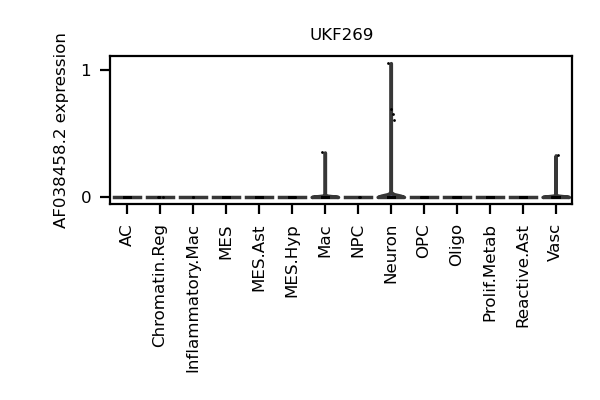 UKF269
AF038458.2 expression
1
0
AC
Chromatin.Reg
Inflammatory.Mac
MES
MES.Ast
MES.Hyp
Mac
NPC
Neuron
OPC
Oligo
Prolif.Metab
Reactive.Ast
Vasc